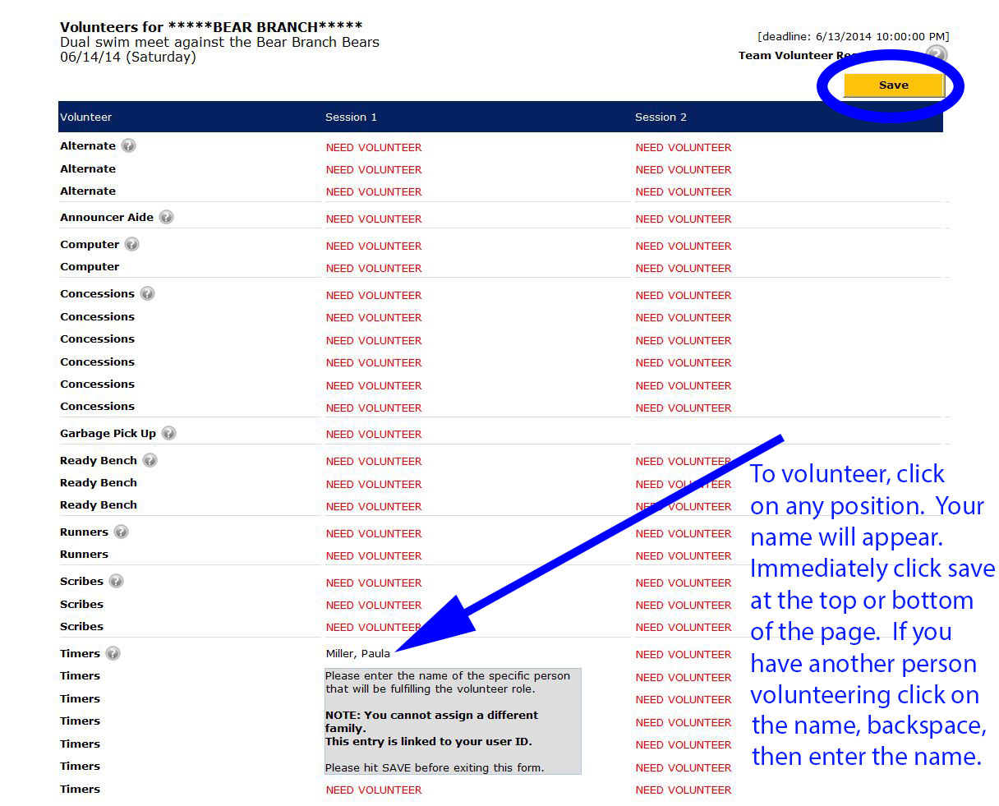 Volunteers for *****BEAR BRANCH*****
Dual swim meet against the Bear Branch Bears
06/14/14 (Saturday)
[deadline: 6/13/2014 10:00:00 PM]
Team Volunteer
Save
Volunteer Session 1 Session 2
Alternate ? NEED VOLUNTEER NEED VOLUNTEER
Alternate NEED VOLUNTEER NEED VOLUNTEER
Alternate NEED VOLUNTEER NEED VOLUNTEER
Announcer Aide ? NEED VOLUNTEER NEED VOLUNTEER
Computer ? NEED VOLUNTEER NEED VOLUNTEER
Computer NEED VOLUNTEER NEED VOLUNTEER
Concessions ? NEED VOLUNTEER NEED VOLUNTEER
Concessions NEED VOLUNTEER NEED VOLUNTEER
Concessions NEED VOLUNTEER NEED VOLUNTEER
Concessions NEED VOLUNTEER NEED VOLUNTEER
Concessions NEED VOLUNTEER NEED VOLUNTEER
Concessions NEED VOLUNTEER NEED VOLUNTEER
Garbage Pick Up ? NEED VOLUNTEER
Ready Bench ? NEED VOLUNTEER NEED VOLUNTEER
Ready Bench NEED VOLUNTEER NEED VOLUNTEER
Ready Bench NEED VOLUNTEER NEED VOLUNTEER
Runners ? NEED VOLUNTEER NEED VOLUNTEER
Runners NEED VOLUNTEER NEED VOLUNTEER
Scribes ? NEED VOLUNTEER NEED VOLUNTEER
Scribes NEED VOLUNTEER NEED VOLUNTEER
Scribes NEED VOLUNTEER NEED VOLUNTEER
Timers ? Miller, Paula NEED VOLUNTEER
Timers NEED VOLUNTEER
Timers NEED VOLUNTEER
Timers NEED VOLUNTEER
Timers NEED VOLUNTEER
Timers NEED VOLUNTEER
Timers NEED VOLUNTEER NEED VOLUNTEER
Please enter the name of the specific person
that will be fulfilling the volunteer role.
NOTE: You cannot assign a different
family.
This entry is linked to your user ID.
Please hit SAVE before exiting this form.
To volunteer, click
on any position. Your
name will appear.
Immediately click save
at the top or bottom
of the page. If you
have another person
volunteering click on
the name, backspace,
then enter the name.